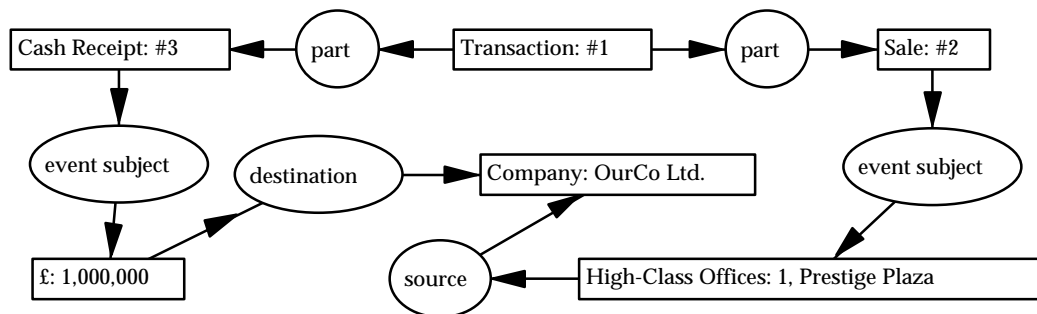 Cash Receipt: #3
part
Transaction: #1
part
Sale: #2
event subject
destination
Company: OurCo Ltd.
event subject
£: 1,000,000
source
High-Class Offices: 1, Prestige Plaza